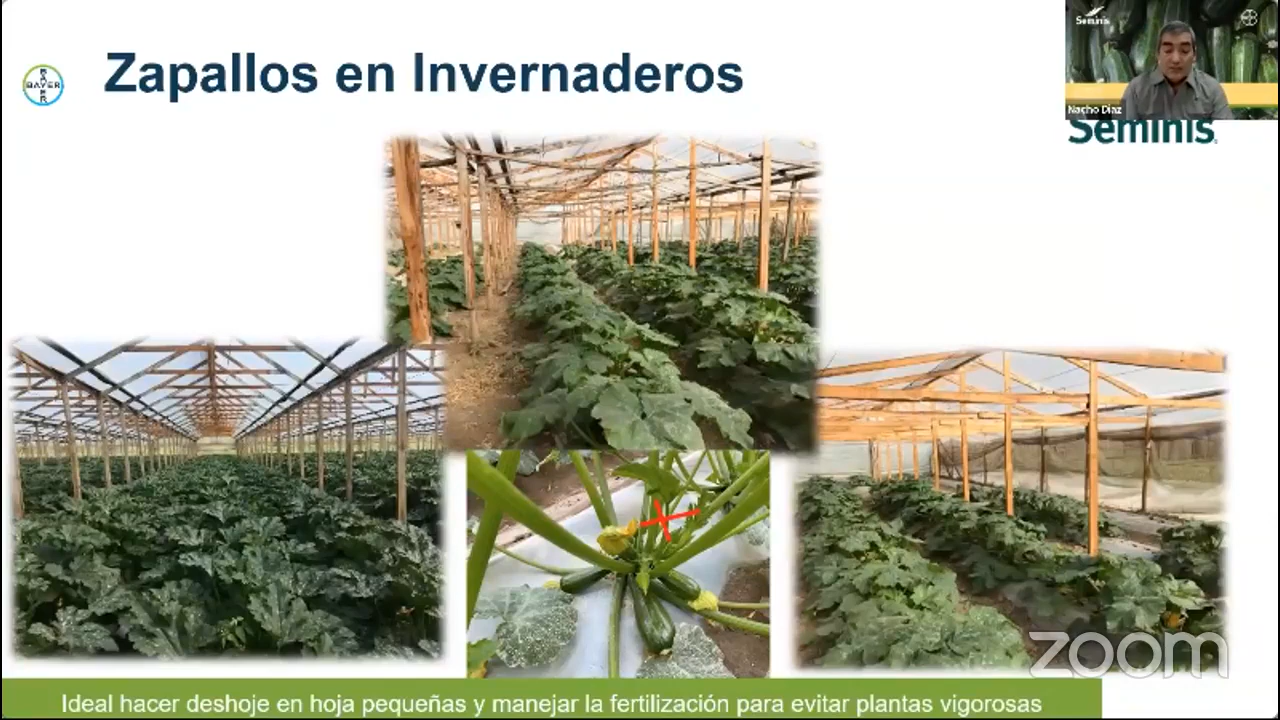 Zapallos en Invernaderos
BAYER
BAYER
Seminis
Nacho Diaz
Seminis
zoom
Ideal hacer deshoje en hoja pequeñas y manejar la fertilización para evitar plantas vigorosas